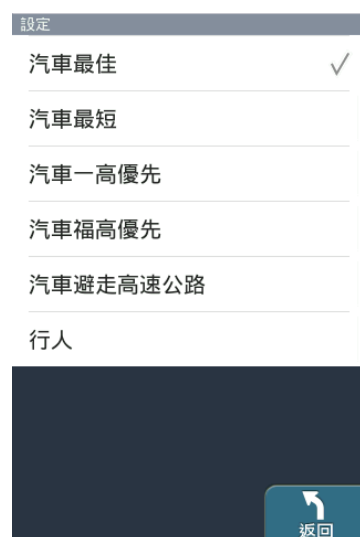 設定
汽車最佳
汽車最短
汽車一高優先
汽車福高優先
汽車避走高速公路
行人
返回